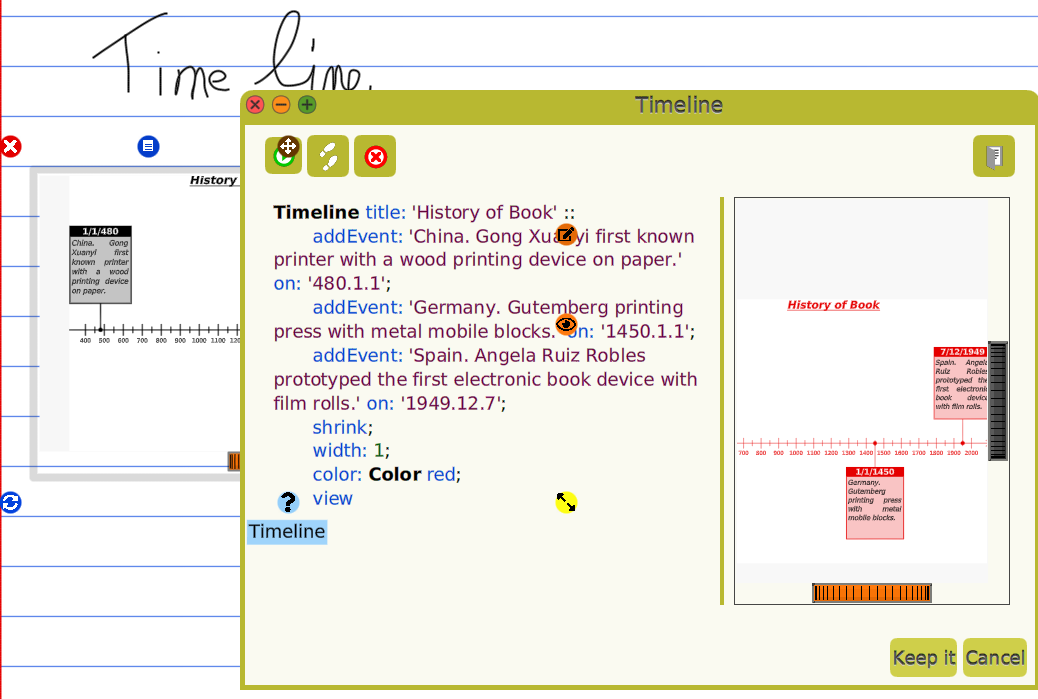 Time line.
Timeline
History
1/1/480
China. Gong
Xuanyi first
known printer
with a wood
printing device
on paper.
400 500 600 700 800 900 1000 1100
Timeline title: 'History of Book' ::
addEvent: 'China. Gong Xuanyi first known
printer with a wood printing device on paper.'
on: '480.1.1';
addEvent: 'Germany. Gutemberg printing
press with metal mobile blocks.' on: '1450.1.1';
addEvent: 'Spain. Angela Ruiz Robles
prototyped the first electronic book device with
film rolls.' on: '1949.12.7';
shrink;
width: 1;
color: Color red;
view
?
Timeline
History of Book
7/12/1949
Spain. Angela
Ruiz Robles
prototyped the
first electronic
book device
with film rolls.
700 800 900 1000 1100 1200 1300 1400 1500 1600 1700 1800 1900 2000
1/1/1450
Germany.
Gutemberg
printing press
with metal
mobile blocks.
Keep it
Cancel